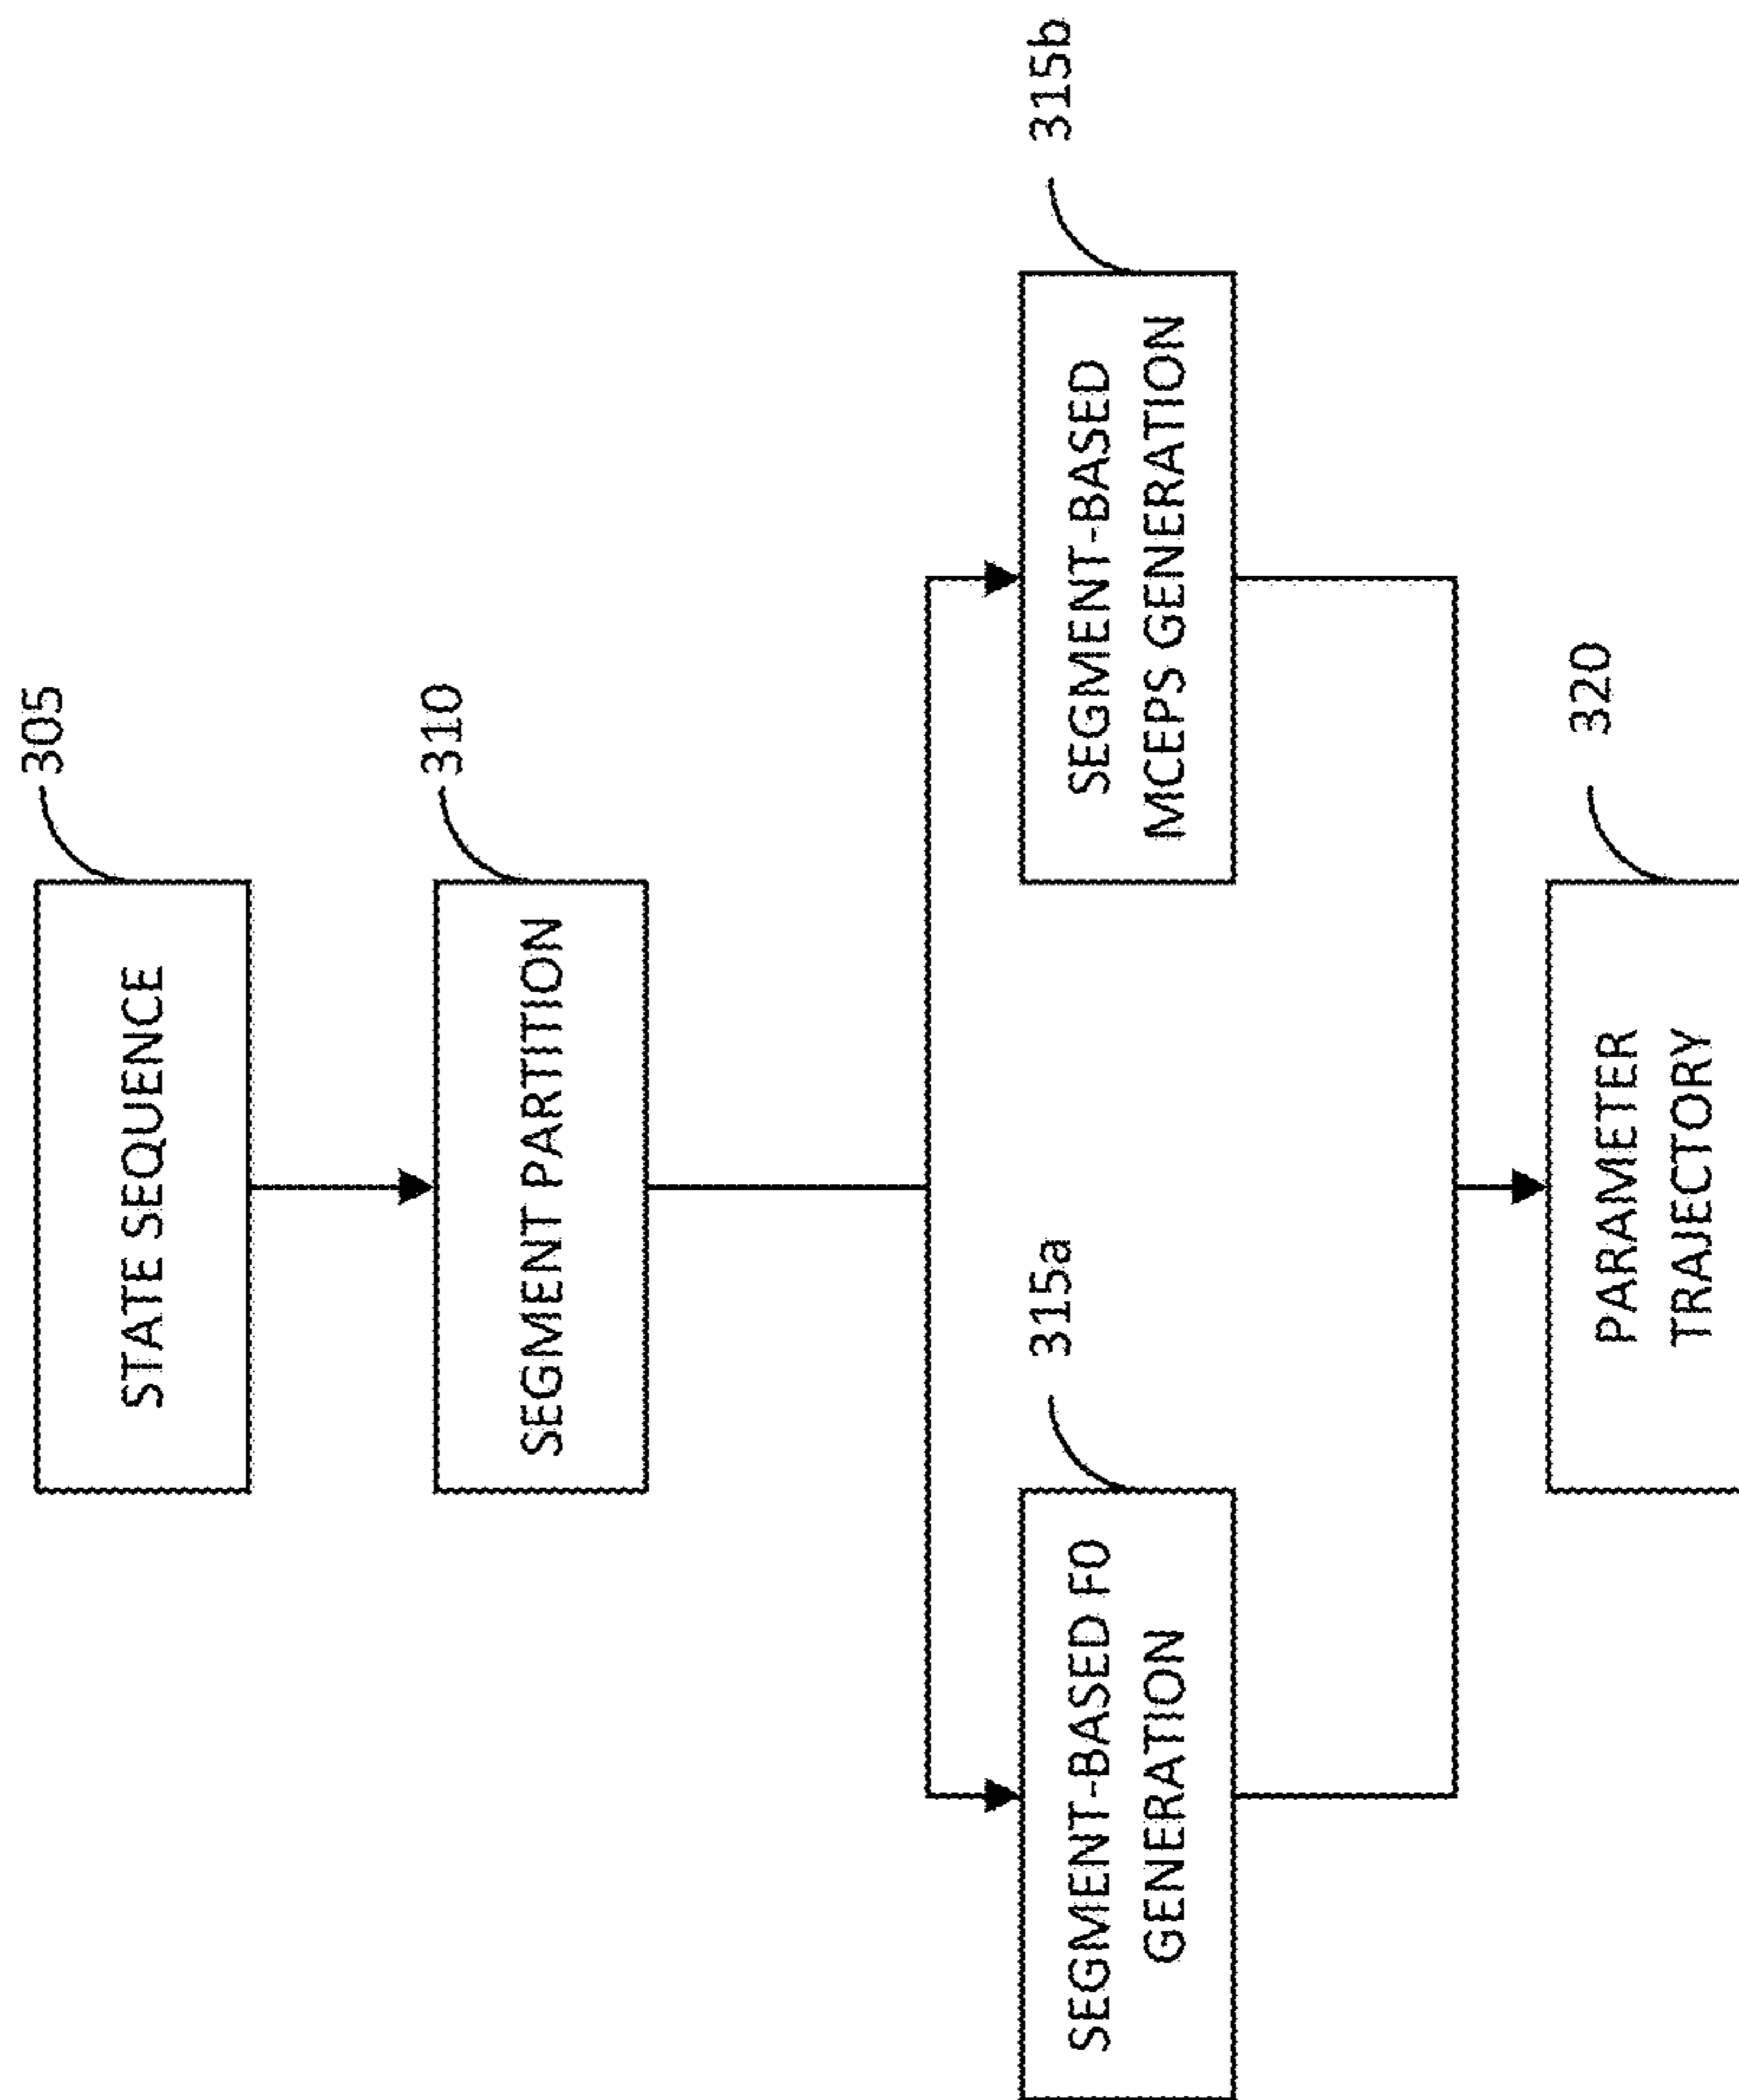 305
STATE SEQUENCE
310
SEGMENT PARTITION
315a
SEGMENT-BASED F0
GENERATION
315b
SEGMENT-BASED
MCEPS GENERATION
320
PARAMETER
TRAJECTORY